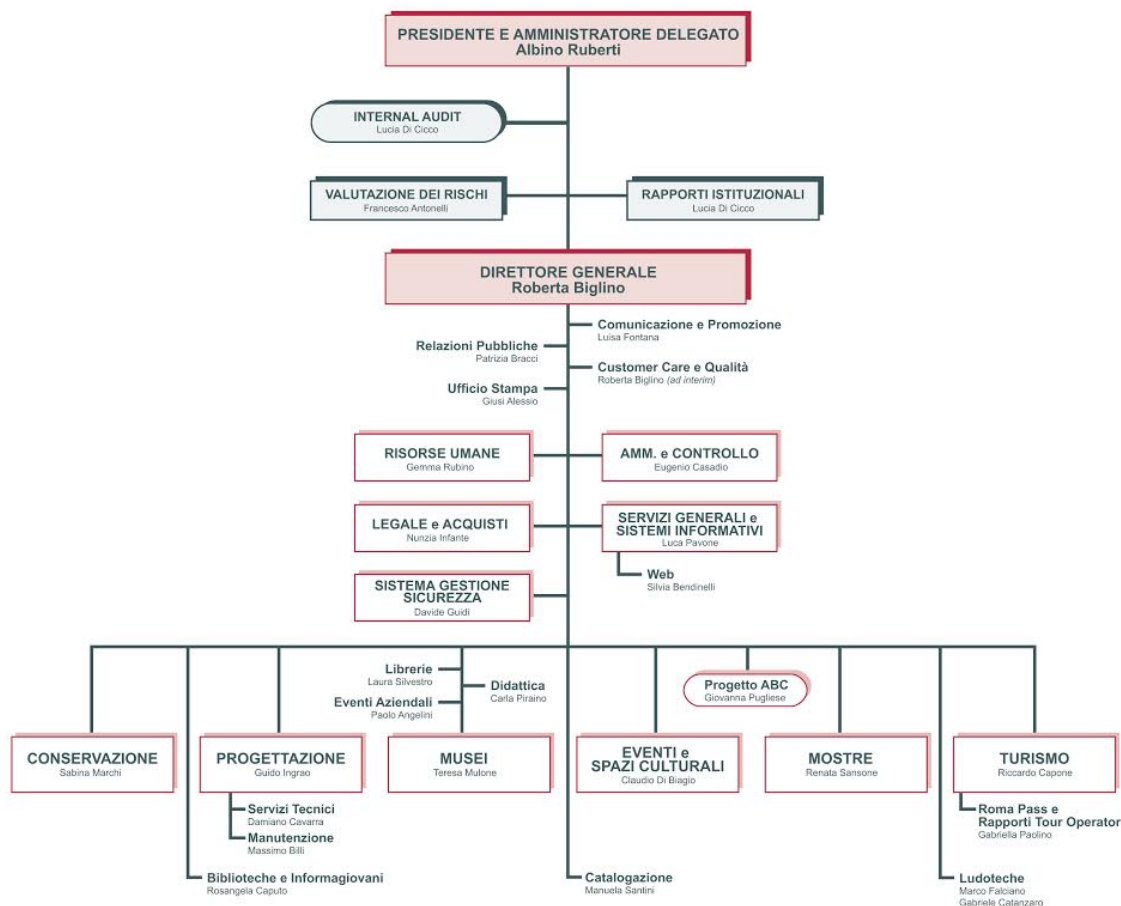 PRESIDENTE E AMMINISTRATORE DELEGATO
Albino Ruberti
INTERNAL AUDIT
Lucia Di Cicco
VALUTAZIONE DEI RISCHI
Francesco Antonelli
RAPPORTI ISTITUZIONALI
Lucia Di Cicco
DIRETTORE GENERALE
Roberta Biglino
Comunicazione e Promozione
Luisa Fontana
Relazioni Pubbliche
Patrizia Bracci
Customer Care e Qualità
Roberta Biglino (ad interim)
Ufficio Stampa
Giusi Alessio
RISORSE UMANE
Gemma Rubino
AMM. e CONTROLLO
Eugenio Casadio
LEGALE e ACQUISTI
Nunzia Infante
SERVIZI GENERALI e
SISTEMI INFORMATIVI
Luca Pavone
Web
Silvia Bendinelli
SISTEMA GESTIONE
SICUREZZA
Davide Guidi
Librerie
Laura Silvestro
Didattica
Carla Piraino
Eventi Aziendali
Paolo Angelini
Progetto ABC
Giovanna Pugliese
CONSERVAZIONE
Sabina Marchi
PROGETTAZIONE
Guido Ingrao
MUSEI
Teresa Mulone
EVENTI e
SPAZI CULTURALI
Claudio Di Biagio
MOSTRE
Renata Sansone
TURISMO
Riccardo Capone
Servizi Tecnici
Damiano Cavarra
Manutenzione
Massimo Billi
Roma Pass e
Rapporti Tour Operator
Gabriella Paolino
Biblioteche e Informagiovani
Rosangela Caputo
Catalogazione
Manuela Santini
Ludoteche
Marco Falciano
Gabriele Catanzaro